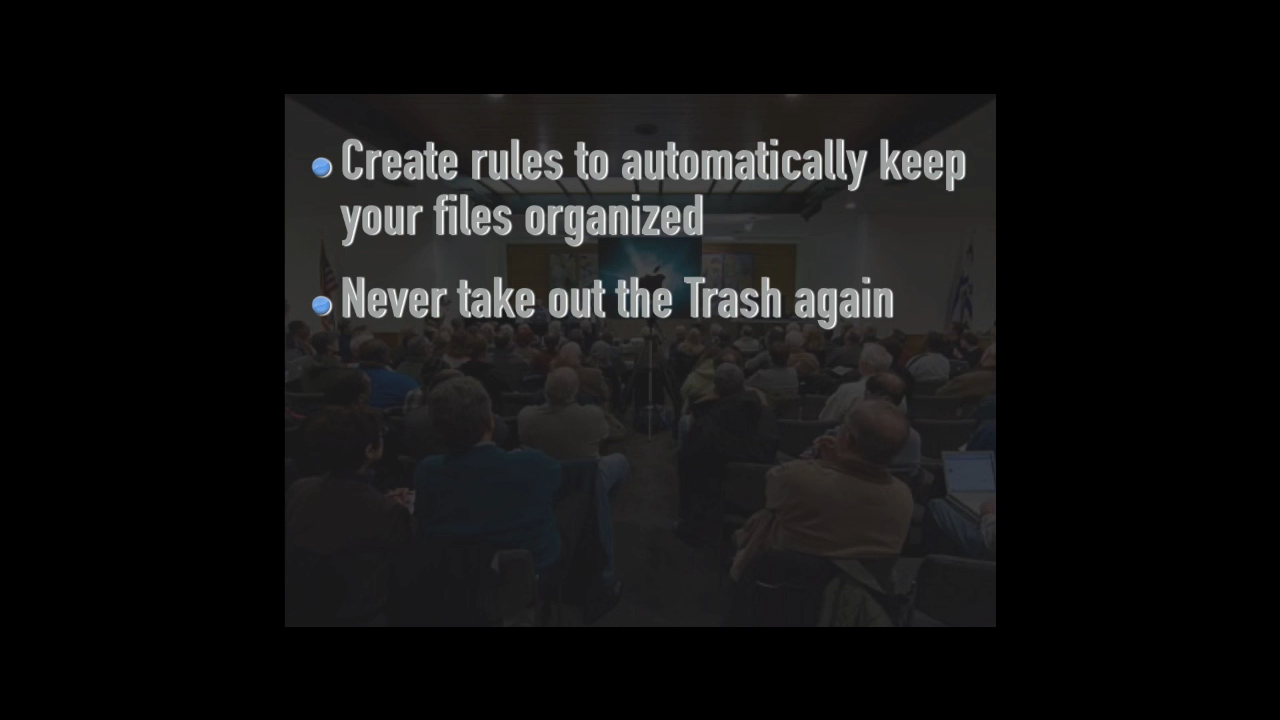 Create rules to automatically keep
your files organized
Never take out the Trash again